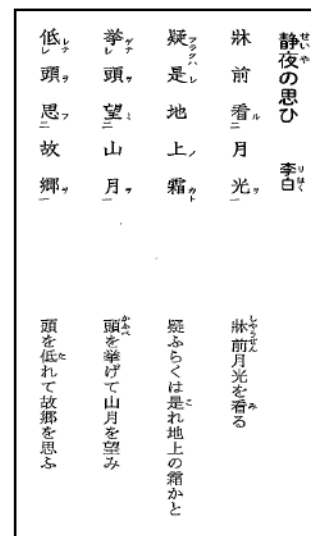 静夜の思ひ 李白
牀前看月光
疑是地上霜
挙頭望山月
低頭思故郷
牀前月光を看る
疑ふらくは是れ地上の霜かと
頭を挙げて山月を望み
頭を低れて故郷を思ふ